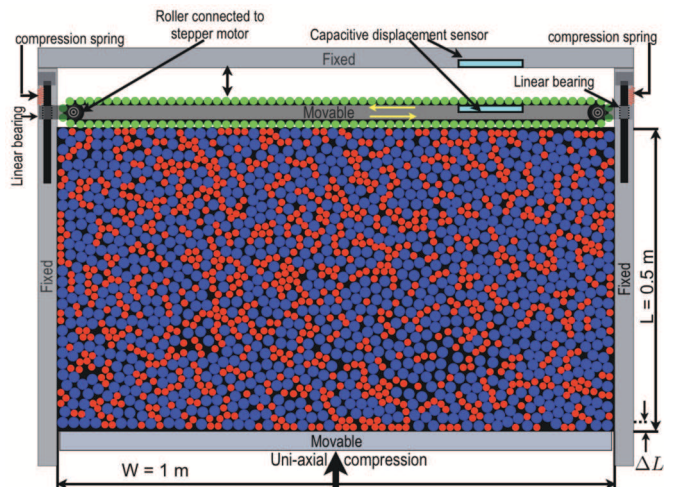 Roller connected to
stepper motor
Capacitive displacement sensor
compression spring
compression spring
Fixed
Linear bearing
Movable
Linear bearing
Fixed
Fixed
L = 0.5 m
Movable
Uni-axial compression
W = 1 m
ΔL